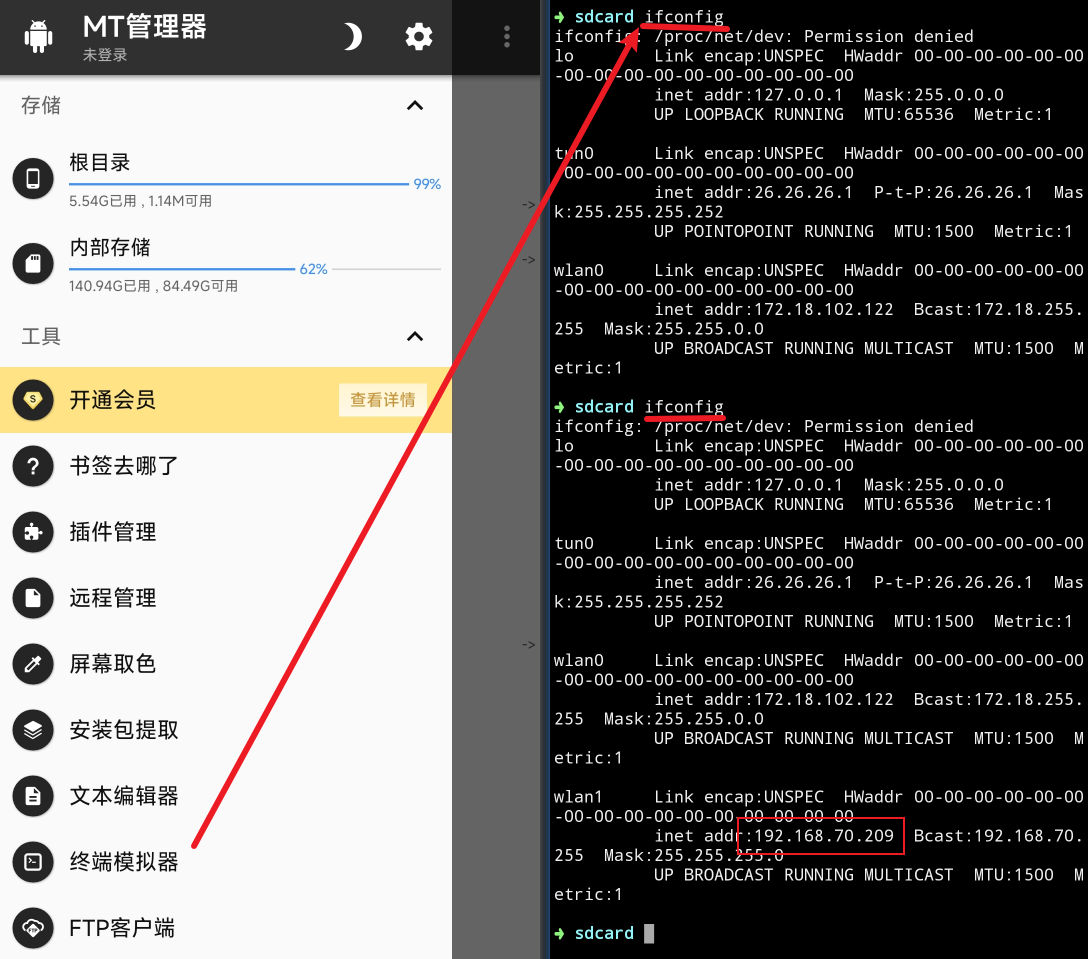 MT管理器
未登录
存储
根目录
99%
5.54G已用 , 1.14M可用
内部存储
62%
140.94G已用 , 84.49G可用
工具
开通会员
查看详情
书签去哪了
插件管理
远程管理
屏幕取色
安装包提取
文本编辑器
终端模拟器
FTP客户端
->
->
->
➜ sdcard ifconfig
ifconfig: /proc/net/dev: Permission denied
lo        Link encap:UNSPEC  HWaddr 00-00-00-00-00-00
-00-00-00-00-00-00-00-00-00-00
inet addr:127.0.0.1  Mask:255.0.0.0
UP LOOPBACK RUNNING  MTU:65536  Metric:1
tun0      Link encap:UNSPEC  HWaddr 00-00-00-00-00-00
-00-00-00-00-00-00-00-00-00-00
inet addr:26.26.26.1  P-t-P:26.26.26.1  Mas
k:255.255.255.252
UP POINTOPOINT RUNNING  MTU:1500  Metric:1
wlan0     Link encap:UNSPEC  HWaddr 00-00-00-00-00-00
-00-00-00-00-00-00-00-00-00-00
inet addr:172.18.102.122  Bcast:172.18.255.
255  Mask:255.255.0.0
UP BROADCAST RUNNING MULTICAST  MTU:1500  M
etric:1
➜ sdcard ifconfig
ifconfig: /proc/net/dev: Permission denied
lo        Link encap:UNSPEC  HWaddr 00-00-00-00-00-00
-00-00-00-00-00-00-00-00-00-00
inet addr:127.0.0.1  Mask:255.0.0.0
UP LOOPBACK RUNNING  MTU:65536  Metric:1
tun0      Link encap:UNSPEC  HWaddr 00-00-00-00-00-00
-00-00-00-00-00-00-00-00-00-00
inet addr:26.26.26.1  P-t-P:26.26.26.1  Mas
k:255.255.255.252
UP POINTOPOINT RUNNING  MTU:1500  Metric:1
wlan0     Link encap:UNSPEC  HWaddr 00-00-00-00-00-00
-00-00-00-00-00-00-00-00-00-00
inet addr:172.18.102.122  Bcast:172.18.255.
255  Mask:255.255.0.0
UP BROADCAST RUNNING MULTICAST  MTU:1500  M
etric:1
wlan1     Link encap:UNSPEC  HWaddr 00-00-00-00-00-00
-00-00-00-00-00-00-00-00-00-00
inet addr:192.168.70.209  Bcast:192.168.70.
255  Mask:255.255.255.0
UP BROADCAST RUNNING MULTICAST  MTU:1500  M
etric:1
➜ sdcard